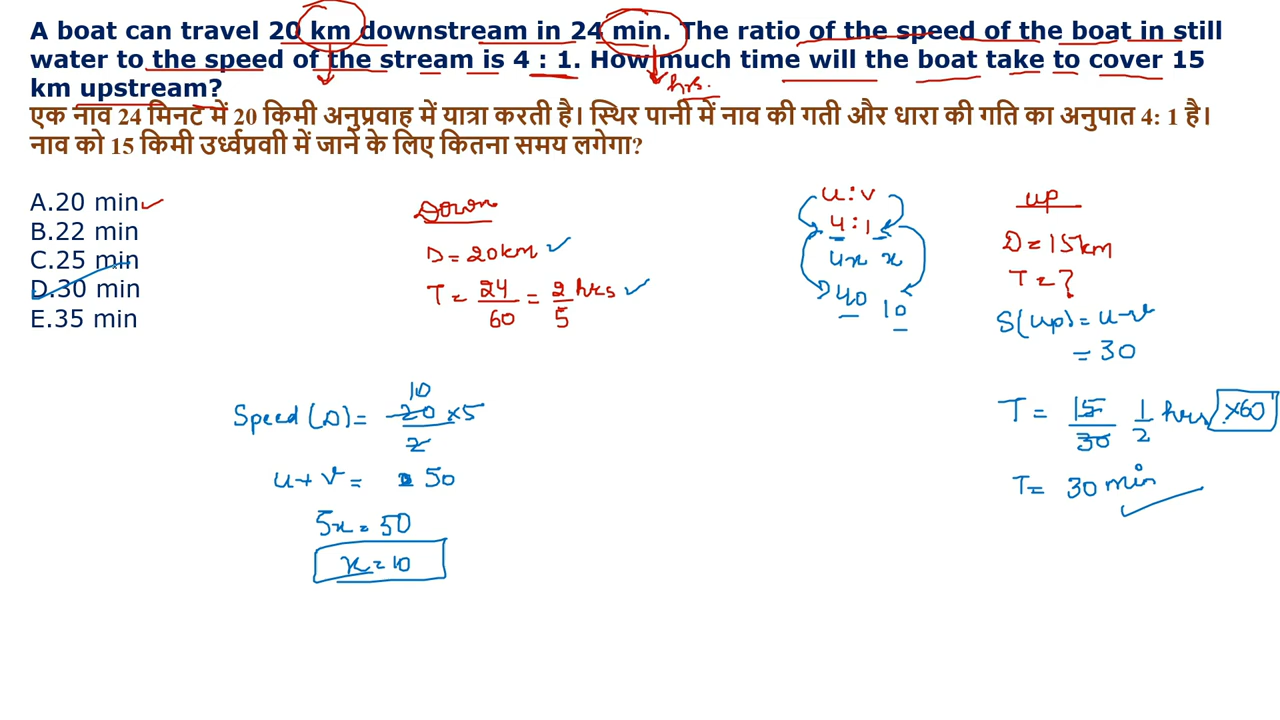 A boat can travel 20 km downstream in 24 min. The ratio of the speed of the boat in still
water to the speed of the stream is 4 : 1. How much time will the boat take to cover 15
km upstream?
hrs.
एक नाव 24 मिनट में 20 किमी अनुप्रवाह में यात्रा करती है। स्थिर पानी में नाव की गती और धारा की गति का अनुपात 4: 1 है।
नाव को 15 किमी उर्ध्वप्रवाी में जाने के लिए कितना समय लगेगा?
A.20 min
B.22 min
C.25 min
D.30 min
E.35 min
Down
D = 20km
T = 24/60 = 2/5 hrs
u : v
4 : 1
4x x
40 10
up
D = 15km
T = ?
S(up) = u-v
= 30
T = 15/30 1/2 hrs ×60
T = 30 min
Speed (D) = 20×5/2
10
u + v = 50
5x = 50
x = 10